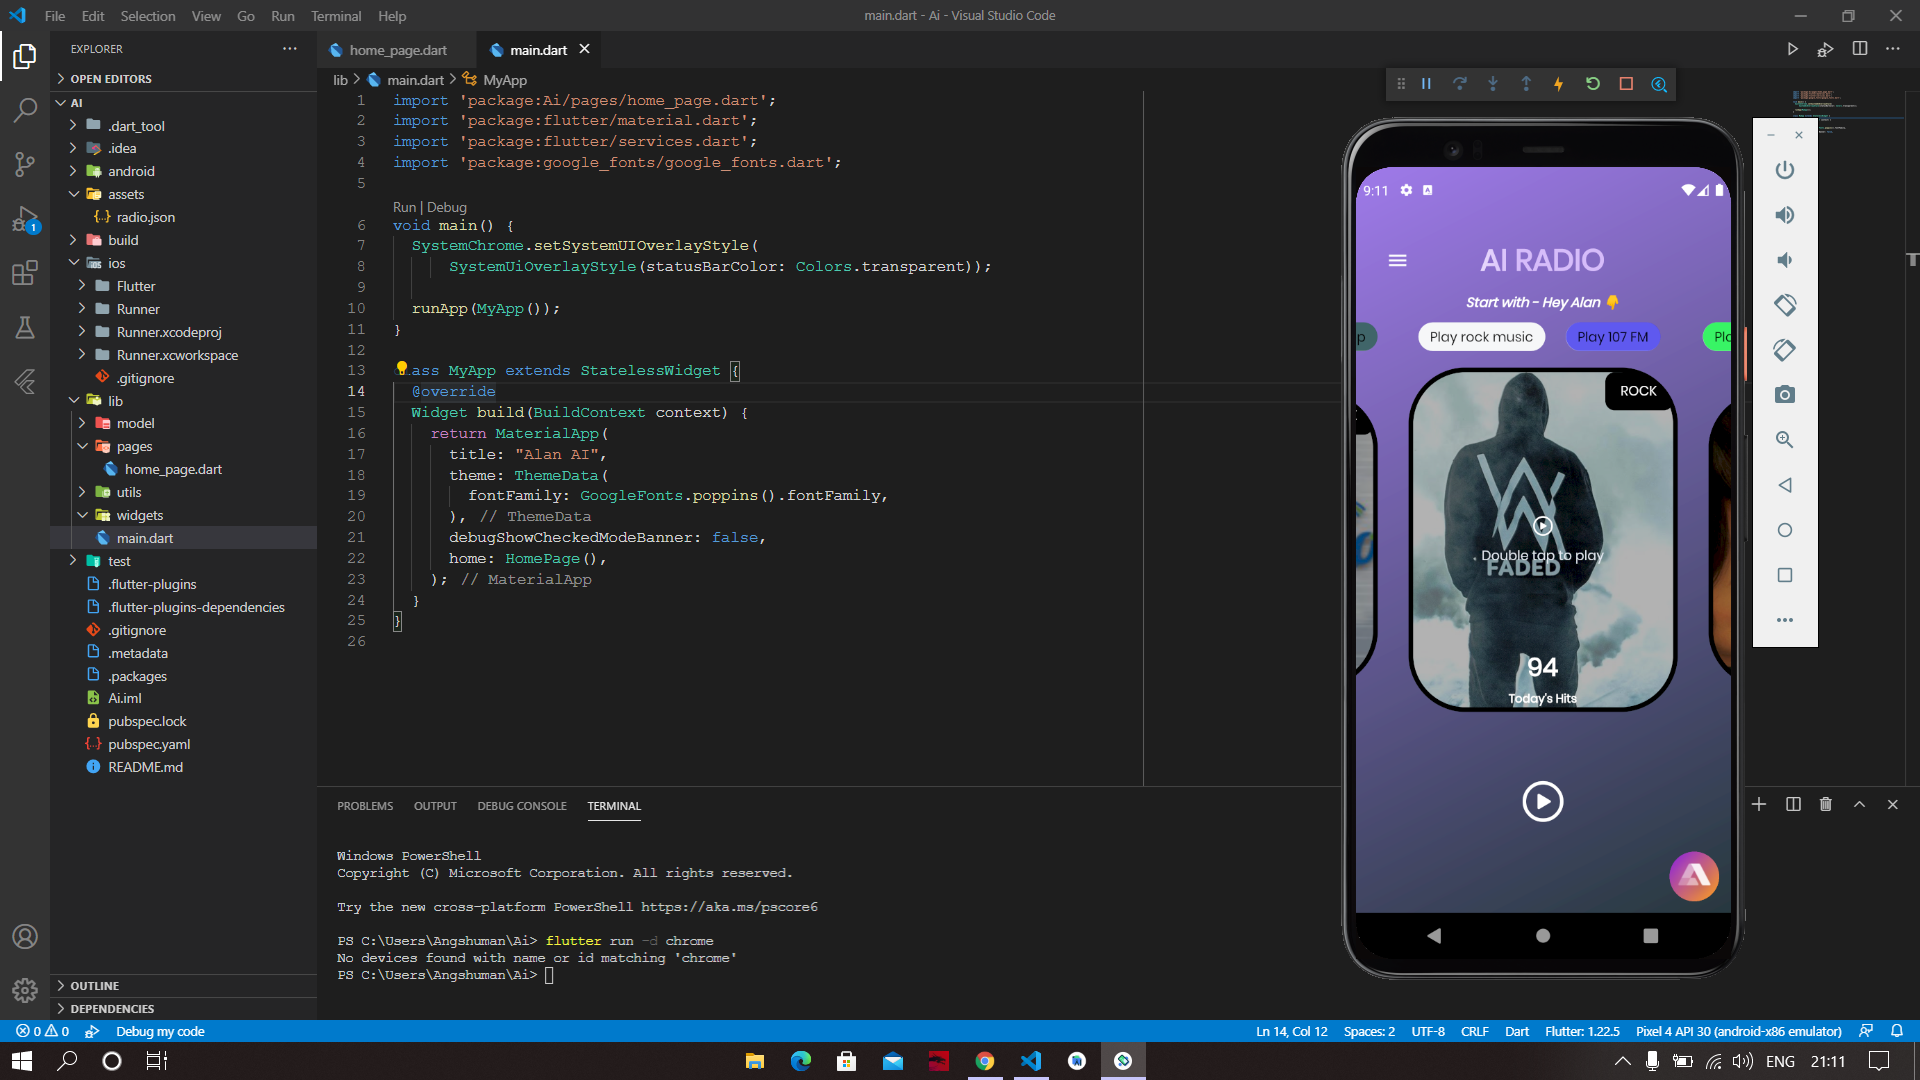 File Edit Selection View Go Run Terminal Help
main.dart - Ai - Visual Studio Code
EXPLORER
OPEN EDITORS
AI
.dart_tool
.idea
android
assets
radio.json
build
ios
Flutter
Runner
Runner.xcodeproj
Runner.xcworkspace
.gitignore
lib
model
pages
home_page.dart
utils
widgets
main.dart
test
.flutter-plugins
.flutter-plugins-dependencies
.gitignore
.metadata
.packages
Ai.iml
pubspec.lock
pubspec.yaml
README.md
OUTLINE
DEPENDENCIES
1
home_page.dart
main.dart
lib > main.dart > MyApp
1 import 'package:Ai/pages/home_page.dart';
2 import 'package:flutter/material.dart';
3 import 'package:flutter/services.dart';
4 import 'package:google_fonts/google_fonts.dart';
5
Run | Debug
6 void main() {
7 SystemChrome.setSystemUIOverlayStyle(
8 SystemUiOverlayStyle(statusBarColor: Colors.transparent));
9
10 runApp(MyApp());
11 }
12
13 ass MyApp extends StatelessWidget {
14 @override
15 Widget build(BuildContext context) {
16 return MaterialApp(
17 title: "Alan AI",
18 theme: ThemeData(
19 fontFamily: GoogleFonts.poppins().fontFamily,
20 ), // ThemeData
21 debugShowCheckedModeBanner: false,
22 home: HomePage(),
23 ); // MaterialApp
24 }
25 }
26
PROBLEMS OUTPUT DEBUG CONSOLE TERMINAL
Windows PowerShell
Copyright (C) Microsoft Corporation. All rights reserved.
Try the new cross-platform PowerShell https://aka.ms/pscore6
PS C:\Users\Angshuman\Ai> flutter run -d chrome
No devices found with name or id matching 'chrome'
PS C:\Users\Angshuman\Ai>
9:11
AI RADIO
Start with - Hey Alan 👇
p
Play rock music
Play 107 FM
Pla
ROCK
Double tap to play
FADED
94
Today's Hits
0 0 Debug my code
Ln 14, Col 12 Spaces: 2 UTF-8 CRLF Dart Flutter: 1.22.5 Pixel 4 API 30 (android-x86 emulator)
ENG 21:11